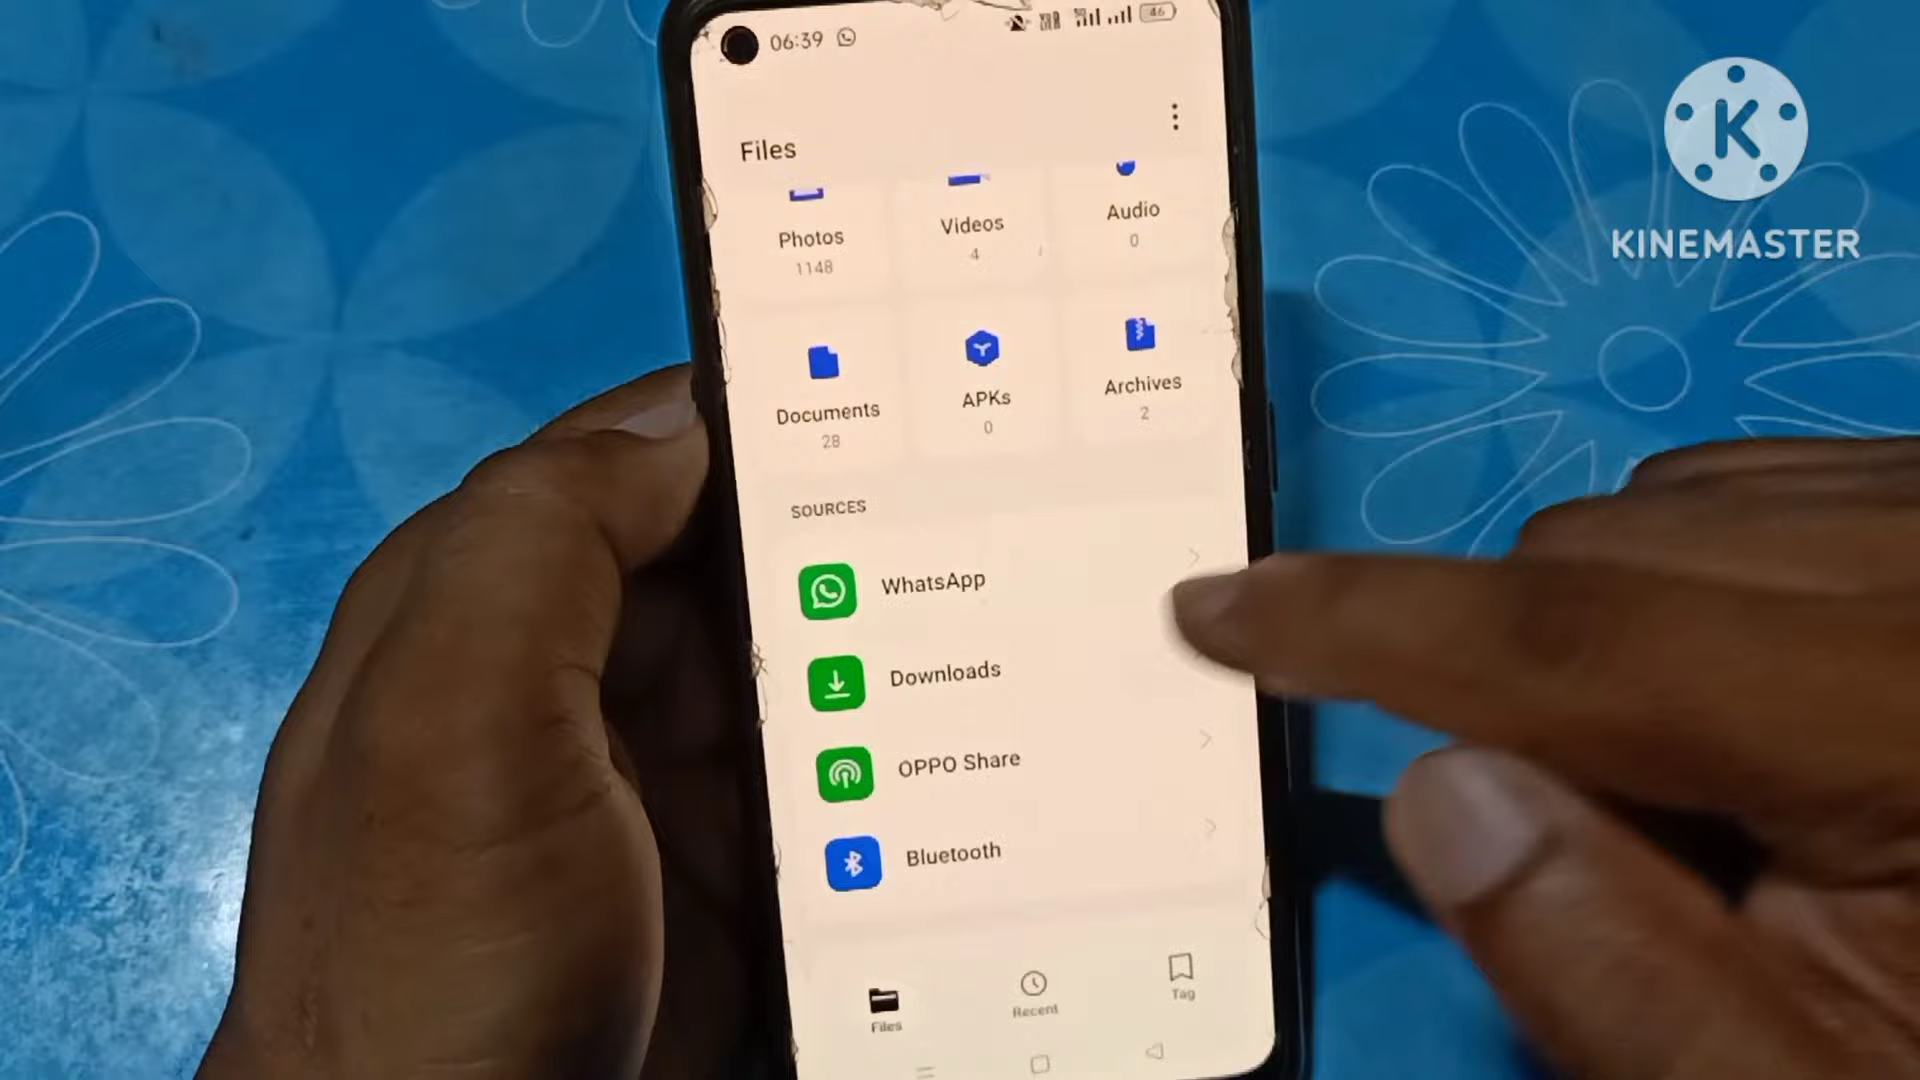 06:39
46
Files
Photos
1148
Videos
4
Audio
0
Documents
28
APKs
0
Archives
2
SOURCES
WhatsApp
Downloads
OPPO Share
Bluetooth
Files
Recent
Tag
K
KINEMASTER